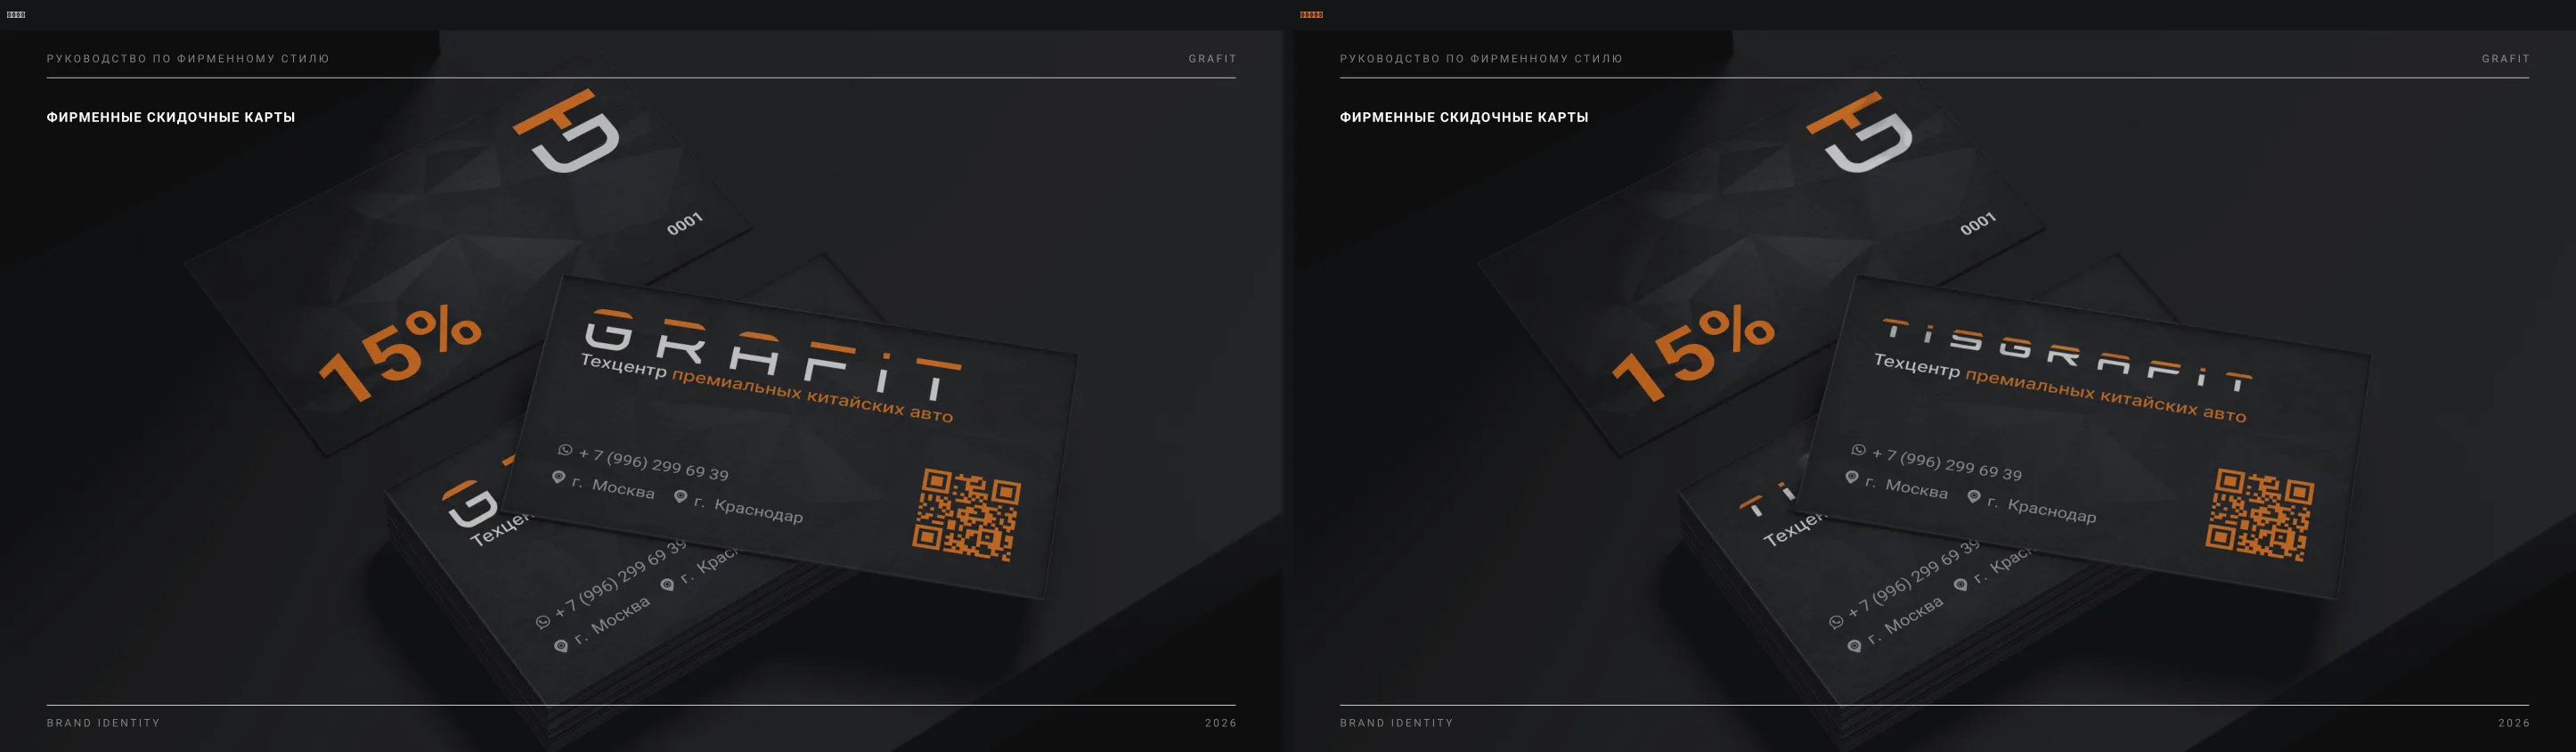 РУКОВОДСТВО ПО ФИРМЕННОМУ СТИЛЮ
GRAFIT
ФИРМЕННЫЕ СКИДОЧНЫЕ КАРТЫ
0001
15%
GRAFiT
Техцентр премиальных китайских авто
+ 7 (996) 299 69 39
г. Москва г. Краснодар
G
Техцен
+ 7 (996) 299 69 39
г. Москва г. Красн
BRAND IDENTITY
2026
РУКОВОДСТВО ПО ФИРМЕННОМУ СТИЛЮ
GRAFIT
ФИРМЕННЫЕ СКИДОЧНЫЕ КАРТЫ
0001
15%
TiSGRAFiT
Техцентр премиальных китайских авто
+ 7 (996) 299 69 39
г. Москва г. Краснодар
Ti
Техцен
+ 7 (996) 299 69 39
г. Москва г. Красн
BRAND IDENTITY
2026